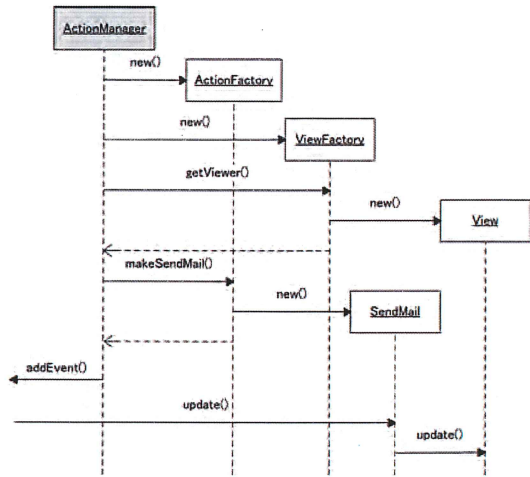 ActionManager
new()
ActionFactory
new()
ViewFactory
getViewer()
new()
View
makeSendMail()
new()
SendMail
addEvent()
update()
update()